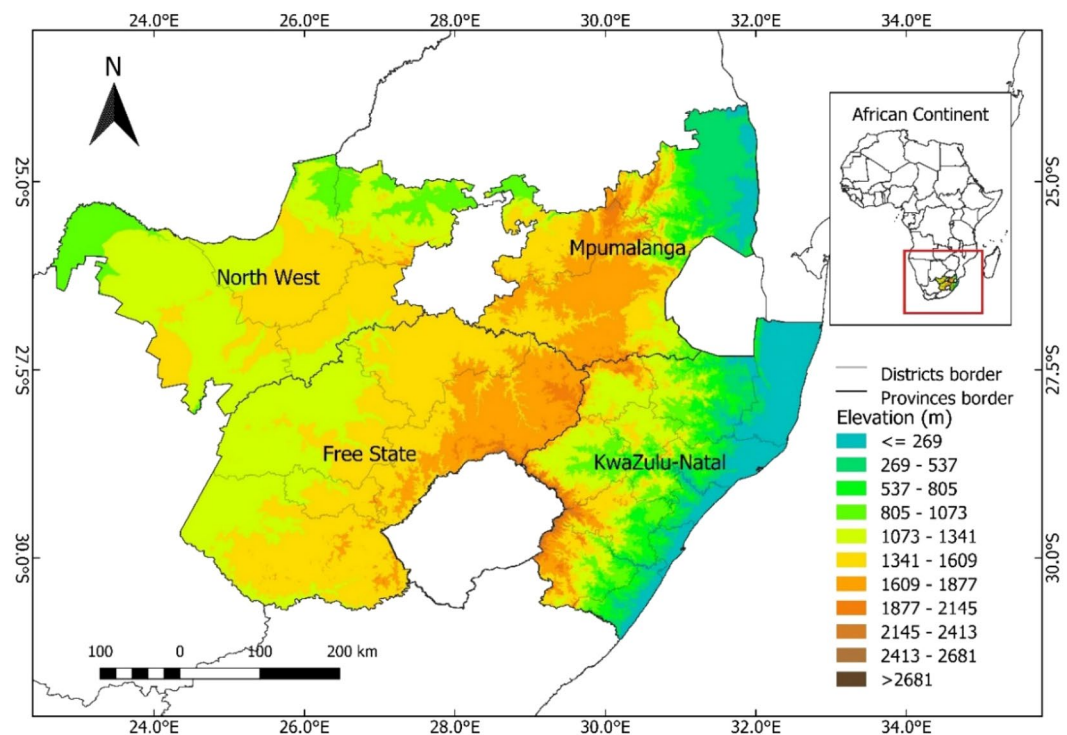 24.0°E 26.0°E 28.0°E 30.0°E 32.0°E 34.0°E
N
African Continent
25.0°S
25.0°S
Mpumalanga
North West
27.5°S
27.5°S
Districts border
Provinces border
Elevation (m)
<= 269
269 - 537
537 - 805
805 - 1073
1073 - 1341
1341 - 1609
1609 - 1877
1877 - 2145
2145 - 2413
2413 - 2681
>2681
Free State
KwaZulu-Natal
30.0°S
30.0°S
100 0 100 200 km
24.0°E 26.0°E 28.0°E 30.0°E 32.0°E 34.0°E